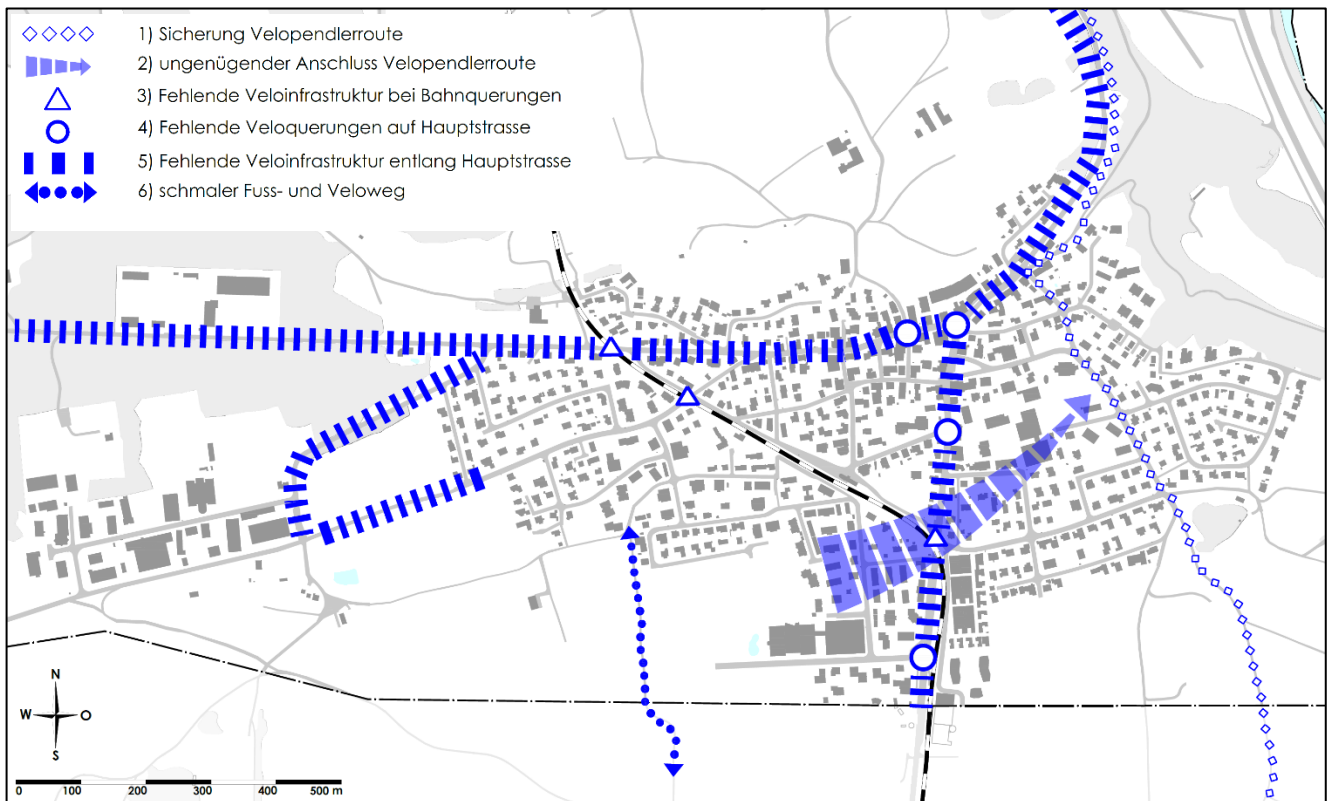 1) Sicherung Velopendlerroute
2) ungenügender Anschluss Velopendlerroute
3) Fehlende Veloinfrastruktur bei Bahnquerungen
4) Fehlende Veloquerungen auf Hauptstrasse
5) Fehlende Veloinfrastruktur entlang Hauptstrasse
6) schmaler Fuss- und Veloweg
N
W O
S
0 100 200 300 400 500 m